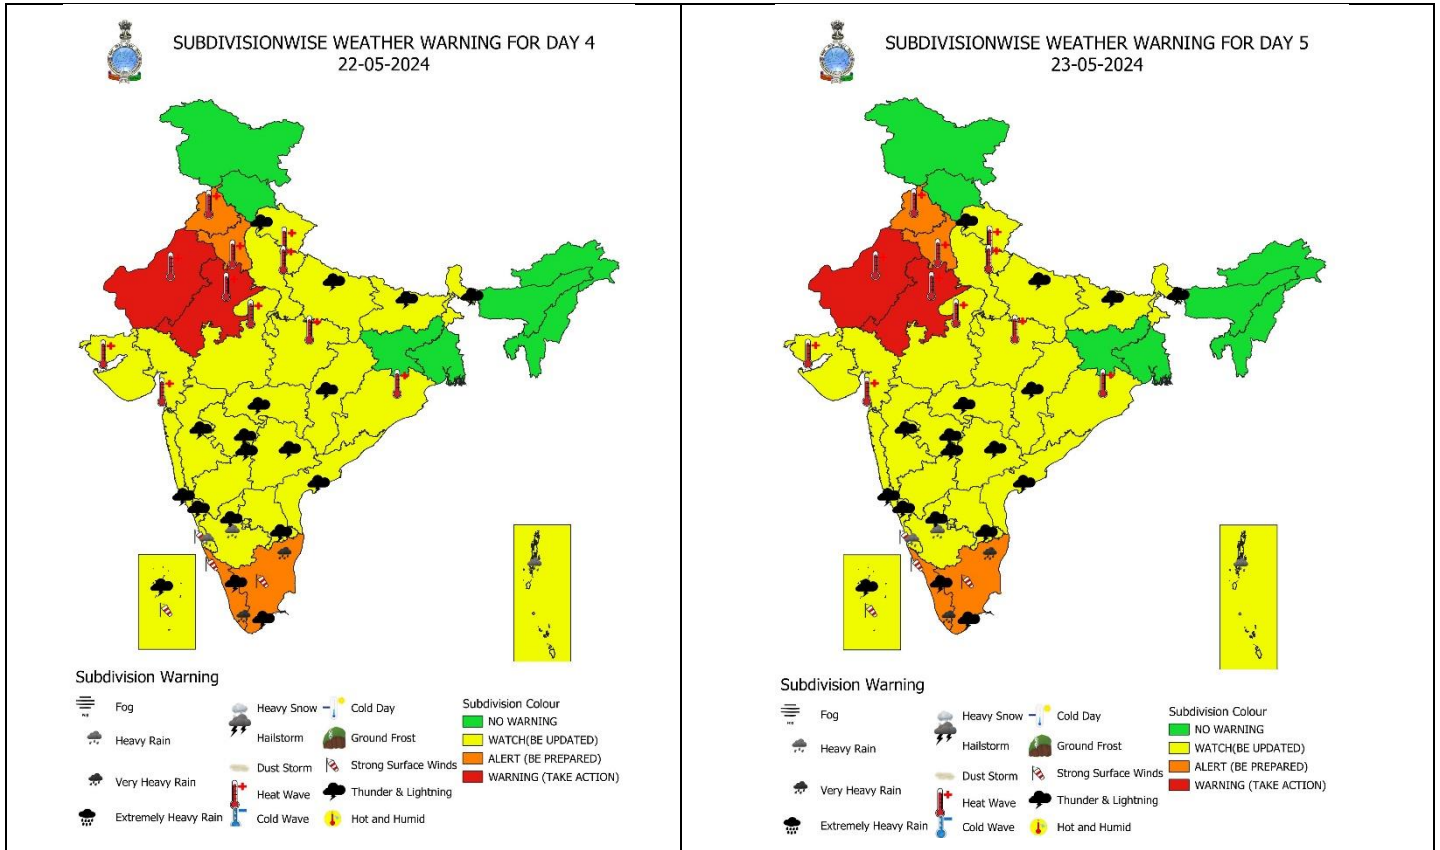 SUBDIVISIONWISE WEATHER WARNING FOR DAY 4
22-05-2024
Subdivision Warning
Fog
Heavy Rain
Very Heavy Rain
Extremely Heavy Rain
Heavy Snow
Hailstorm
Dust Storm
Heat Wave
Cold Wave
Cold Day
Ground Frost
Strong Surface Winds
Thunder & Lightning
Hot and Humid
Subdivision Colour
NO WARNING
WATCH(BE UPDATED)
ALERT (BE PREPARED)
WARNING (TAKE ACTION)
SUBDIVISIONWISE WEATHER WARNING FOR DAY 5
23-05-2024
Subdivision Warning
Fog
Heavy Rain
Very Heavy Rain
Extremely Heavy Rain
Heavy Snow
Hailstorm
Dust Storm
Heat Wave
Cold Wave
Cold Day
Ground Frost
Strong Surface Winds
Thunder & Lightning
Hot and Humid
Subdivision Colour
NO WARNING
WATCH(BE UPDATED)
ALERT (BE PREPARED)
WARNING (TAKE ACTION)